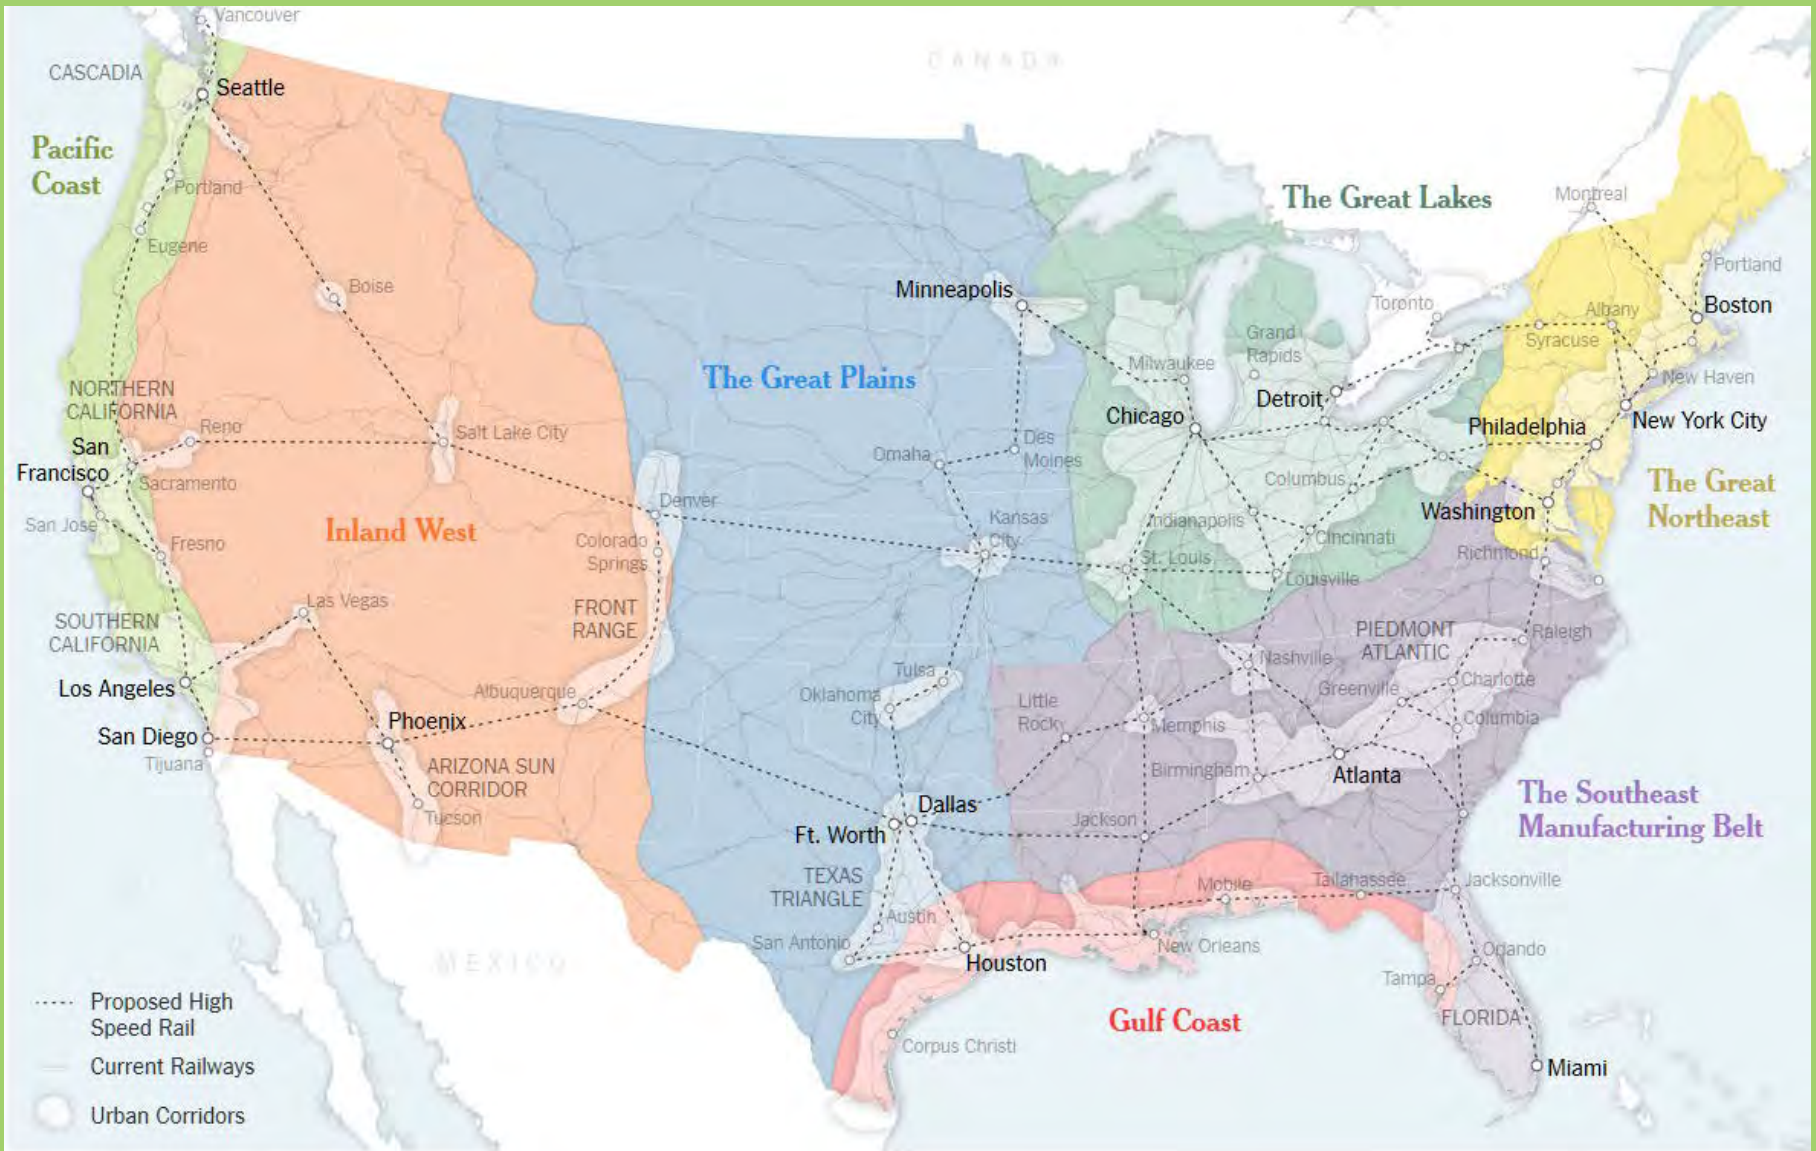 Vancouver
CANADA
CASCADIA
Seattle
Pacific
Coast
Portland
Eugene
Boise
The Great Lakes
Montreal
Portland
Minneapolis
Toronto
Albany
Boston
Syracuse
Grand
Rapids
Milwaukee
The Great Plains
Detroit
New Haven
NORTHERN
CALIFORNIA
Reno
Salt Lake City
Chicago
Philadelphia
New York City
San
Francisco
Sacramento
Omaha
Des
Moines
Columbus
Washington
The Great
Northeast
San Jose
Fresno
Inland West
Denver
Colorado
Springs
Kansas
City
Indianapolis
Cincinnati
St. Louis
Louisville
Richmond
Las Vegas
FRONT
RANGE
SOUTHERN
CALIFORNIA
PIEDMONT
ATLANTIC
Raleigh
Nashville
Los Angeles
Albuquerque
Tulsa
Oklahoma
City
Little
Rock
Memphis
Greenville
Charlotte
Columbia
San Diego
Phoenix
Tijuana
ARIZONA SUN
CORRIDOR
Tucson
Birmingham
Atlanta
Dallas
Ft. Worth
Jackson
The Southeast
Manufacturing Belt
TEXAS
TRIANGLE
Austin
San Antonio
Houston
Mobile
Tallahassee
Jacksonville
New Orleans
MEXICO
Orlando
Tampa
FLORIDA
Gulf Coast
Corpus Christi
Miami
Proposed High
Speed Rail
Current Railways
Urban Corridors